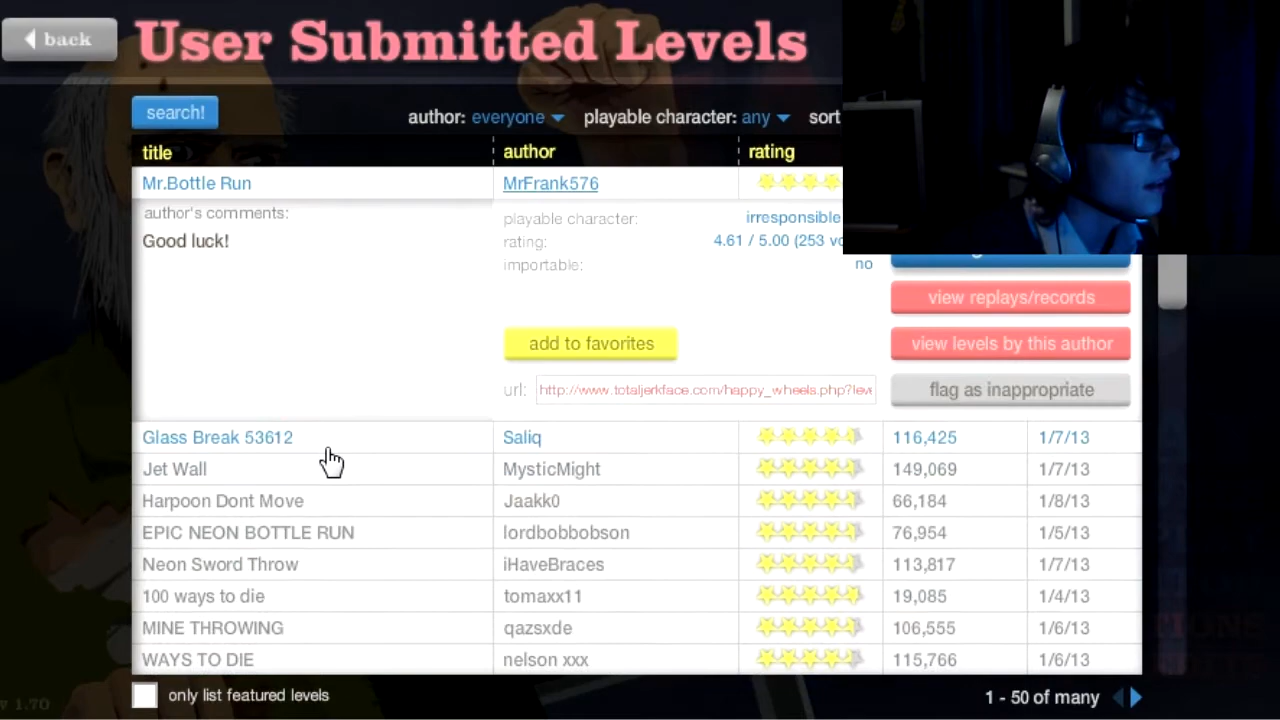 back
User Submitted Levels
search!
author: everyone playable character: any sort
title author rating
Mr.Bottle Run MrFrank576
author's comments:
Good luck!
playable character: irresponsible
rating: 4.61 / 5.00 (253 vo
importable: no
view replays/records
add to favorites
view levels by this author
url: http://www.totaljerkface.com/happy_wheels.php?leve
flag as inappropriate
Glass Break 53612 Saliq 116,425 1/7/13
Jet Wall MysticMight 149,069 1/7/13
Harpoon Dont Move Jaakk0 66,184 1/8/13
EPIC NEON BOTTLE RUN lordbobbobson 76,954 1/5/13
Neon Sword Throw iHaveBraces 113,817 1/7/13
100 ways to die tomaxx11 19,085 1/4/13
MINE THROWING qazsxde 106,555 1/6/13
WAYS TO DIE nelson xxx 115,766 1/6/13
only list featured levels
1 - 50 of many
v 1.70